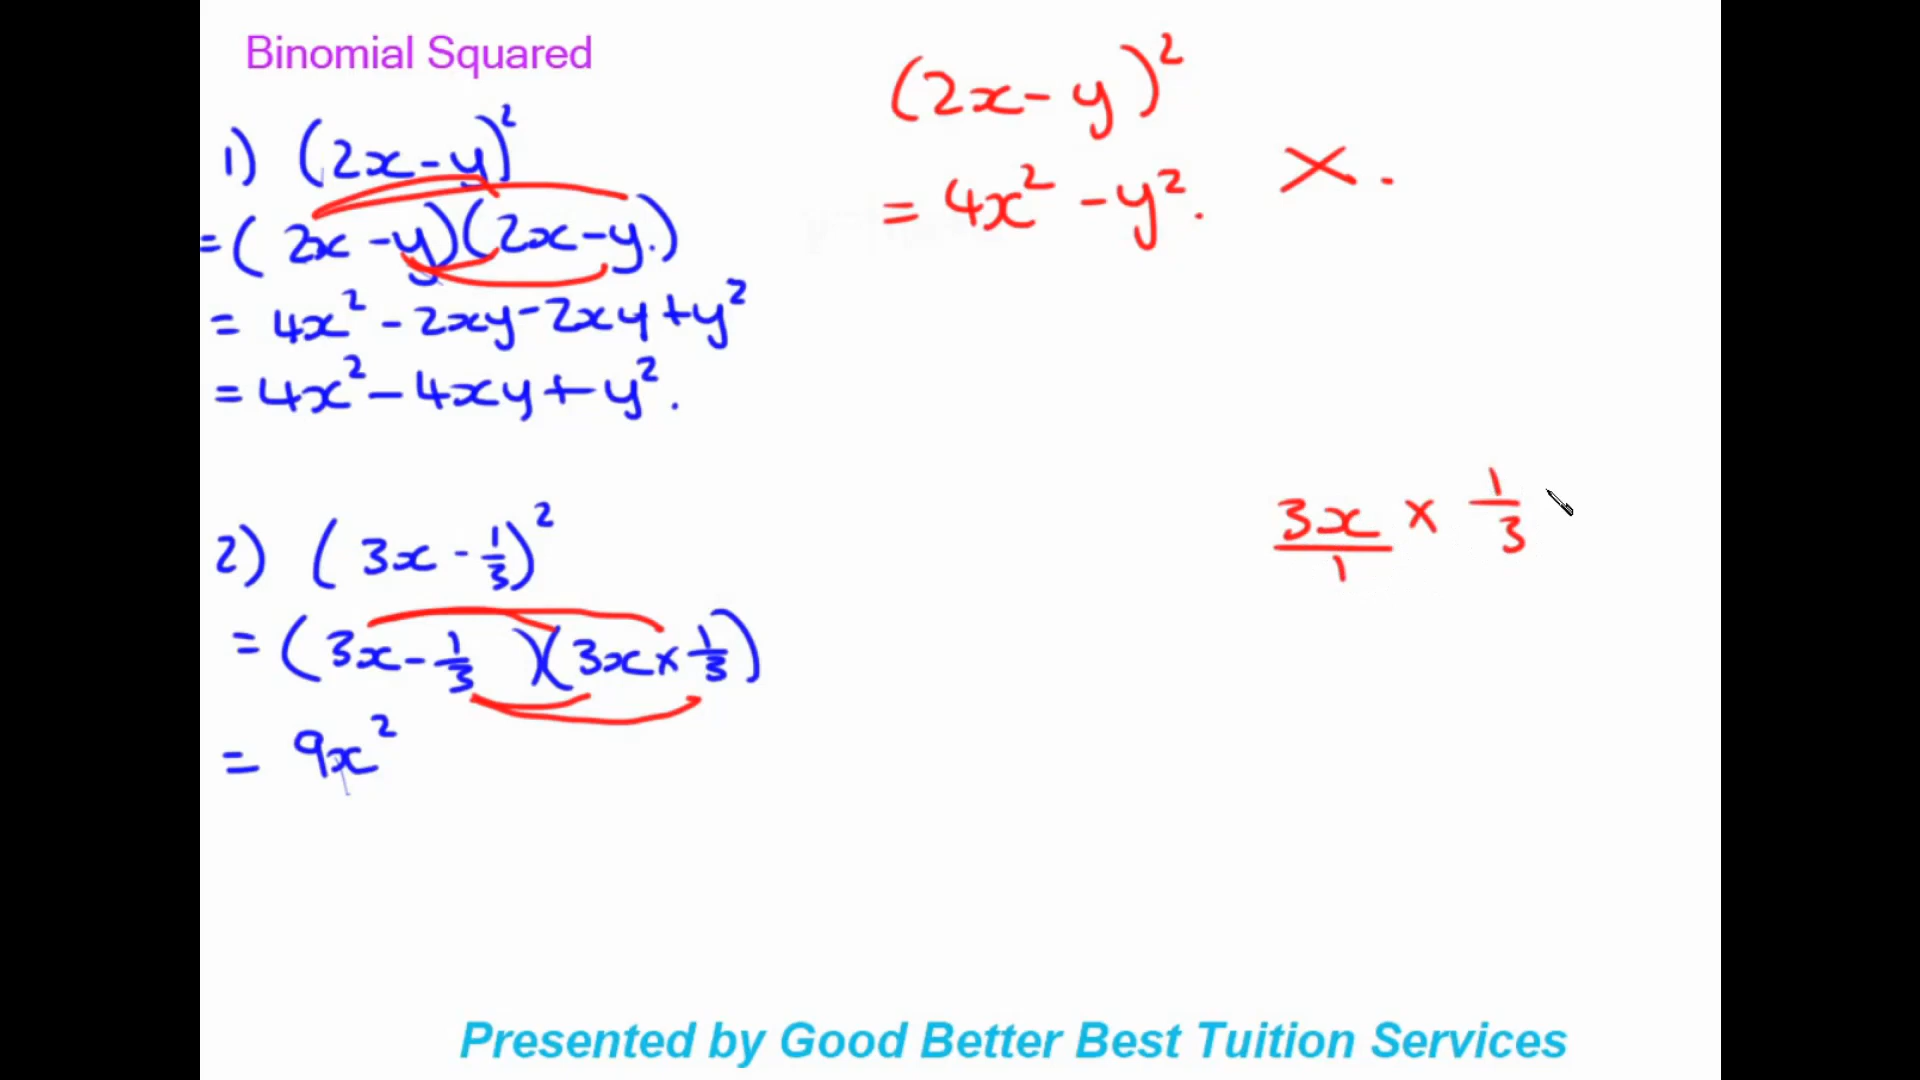 Binomial Squared
1) (2x-y)²
= (2x-y)(2x-y.)
= 4x² - 2xy - 2xy + y²
= 4x² - 4xy + y².
(2x-y)²
= 4x² - y². ×.
2) (3x - 1/3)²
= (3x - 1/3)(3x × 1/3)
= 9x²
3x/1 × 1/3
Presented by Good Better Best Tuition Services